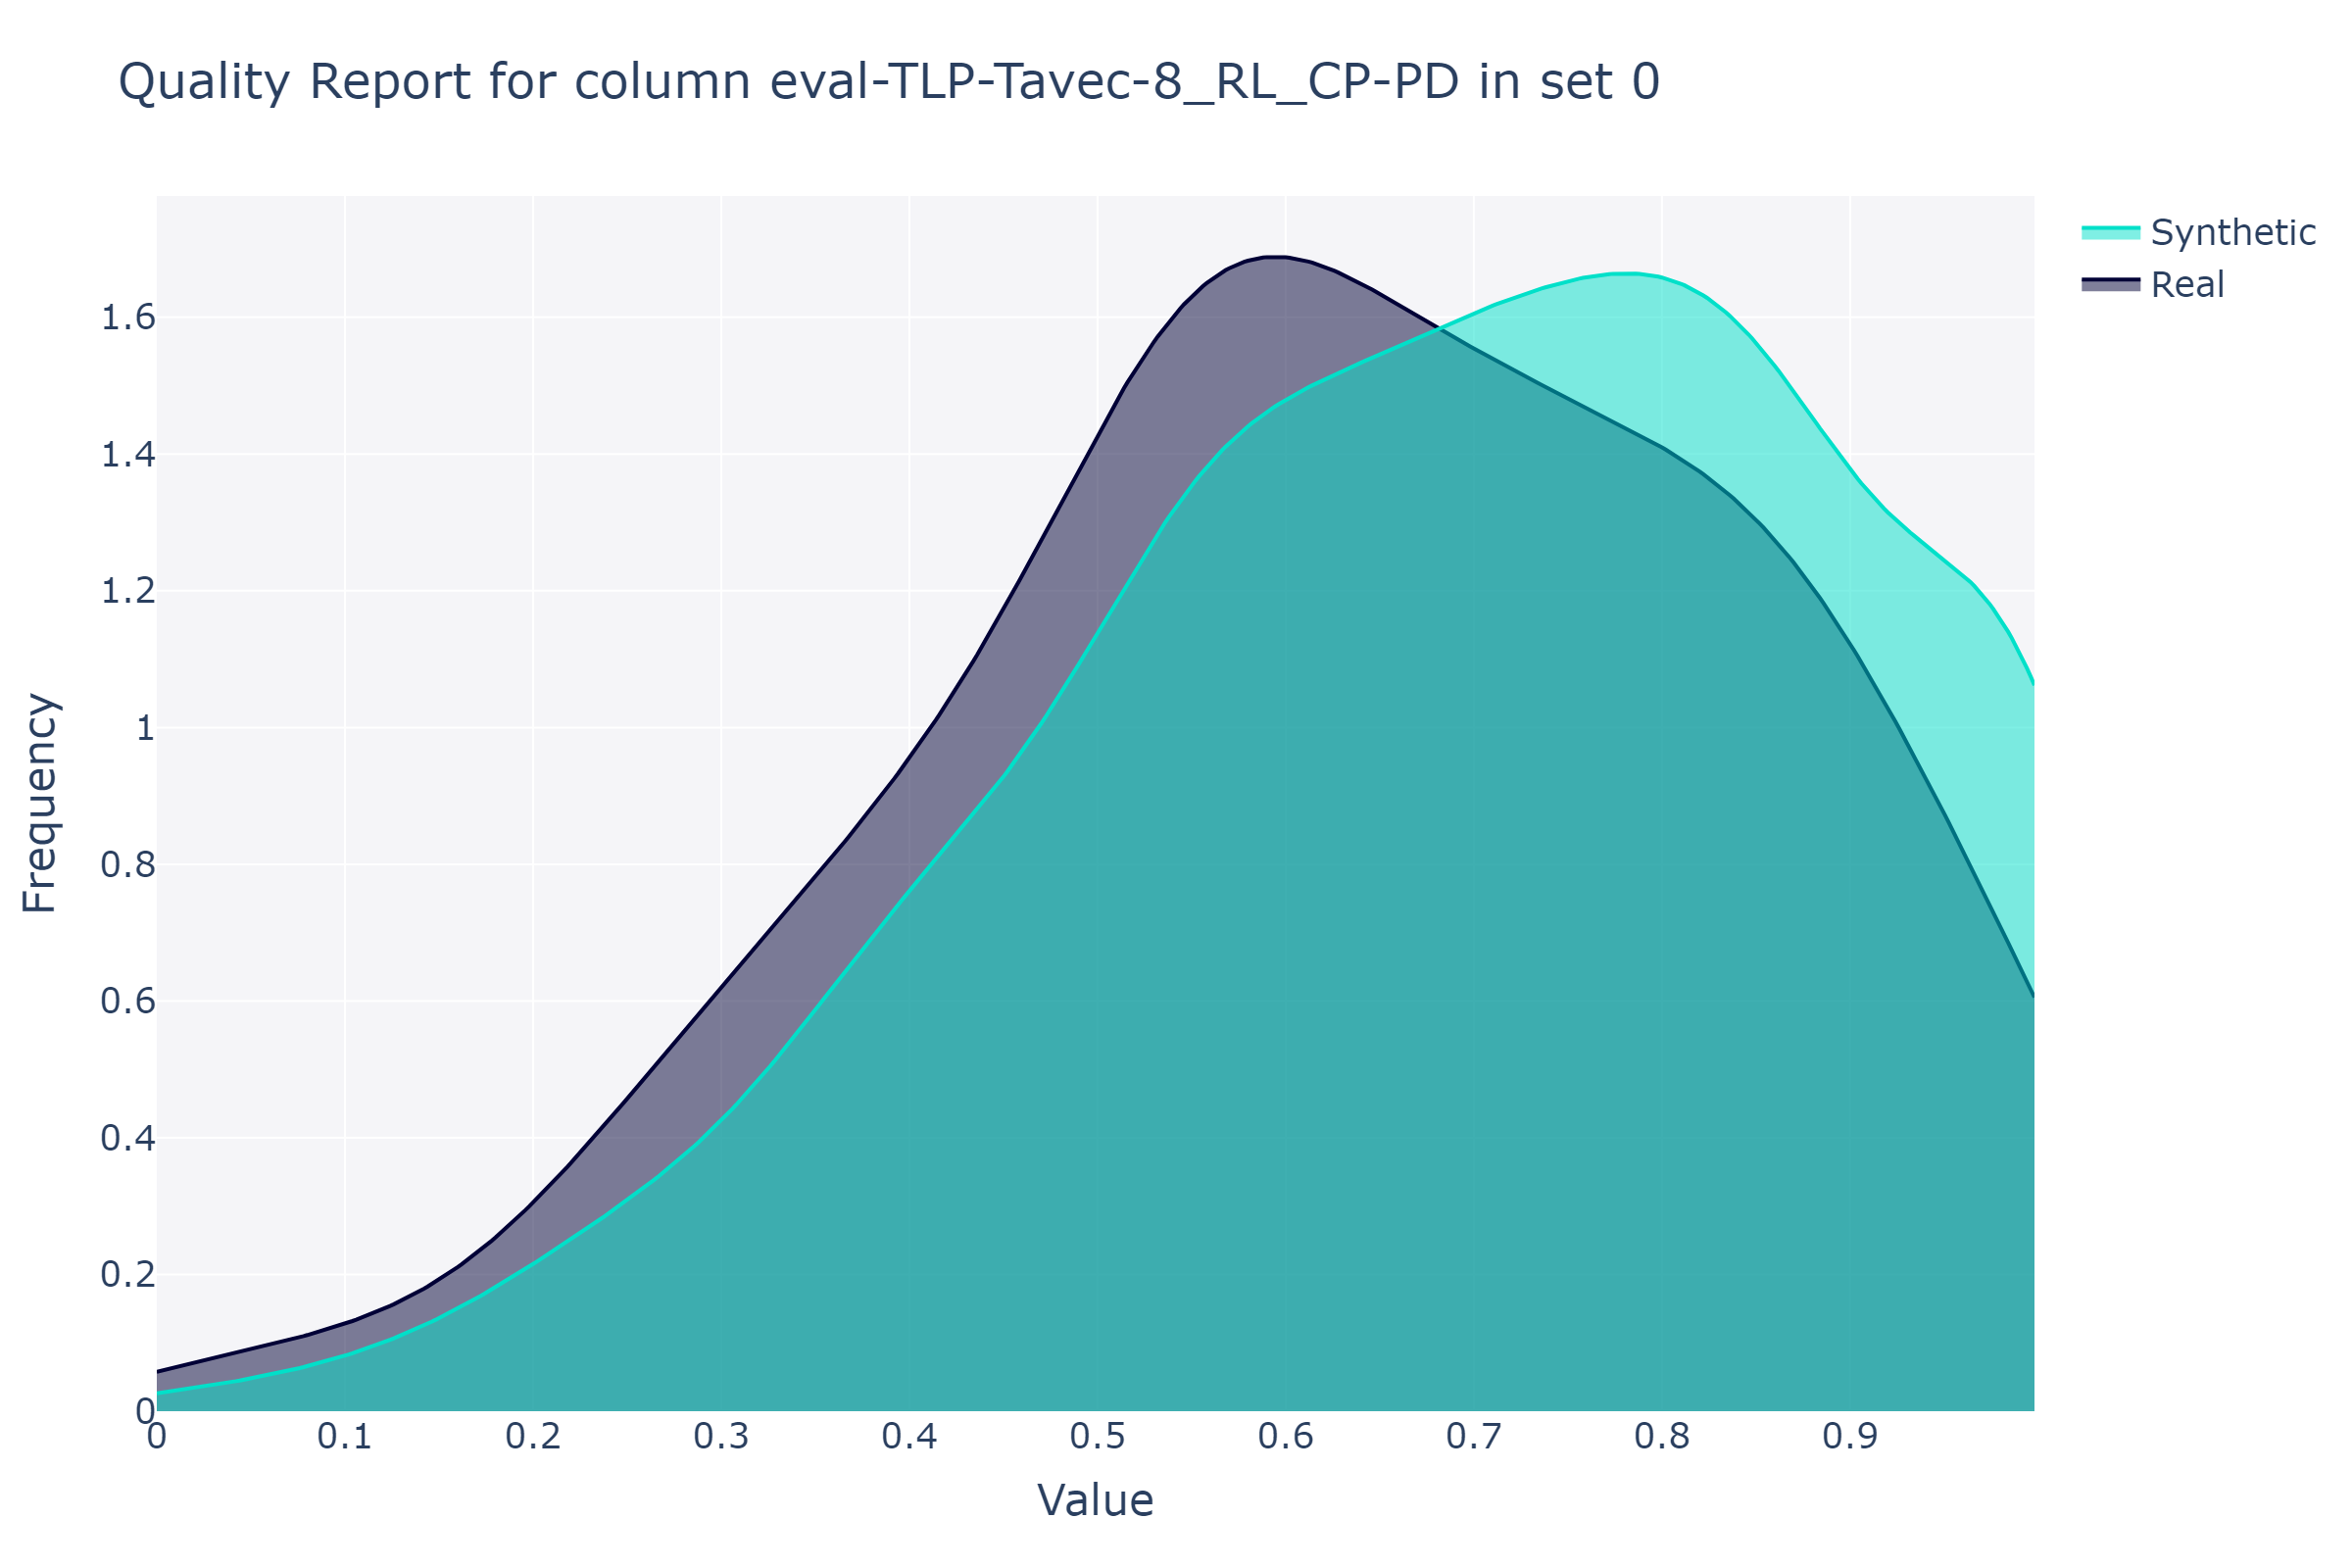 Quality Report for column eval-TLP-Tavec-8_RL_CP-PD in set 0
Synthetic
Real
1.6
1.4
1.2
1
0.8
0.6
0.4
0.2
0
Frequency
0 0.1 0.2 0.3 0.4 0.5 0.6 0.7 0.8 0.9
Value